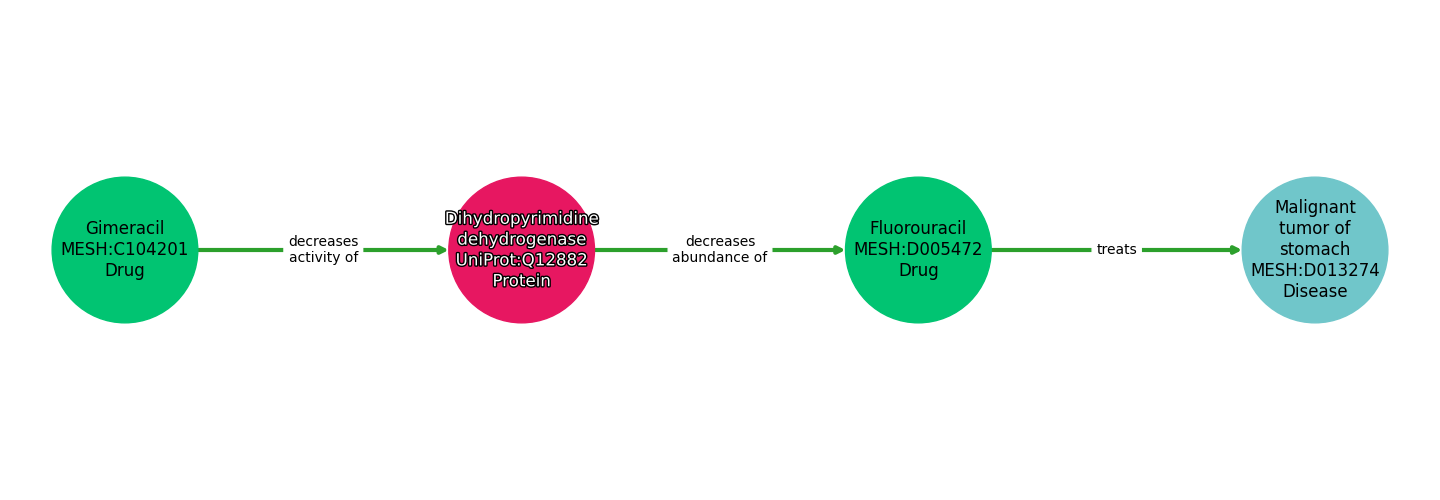 Gimeracil
MESH:C104201
Drug
decreases
activity of
Dihydropyrimidine
dehydrogenase
UniProt:Q12882
Protein
decreases
abundance of
Fluorouracil
MESH:D005472
Drug
treats
Malignant
tumor of
stomach
MESH:D013274
Disease